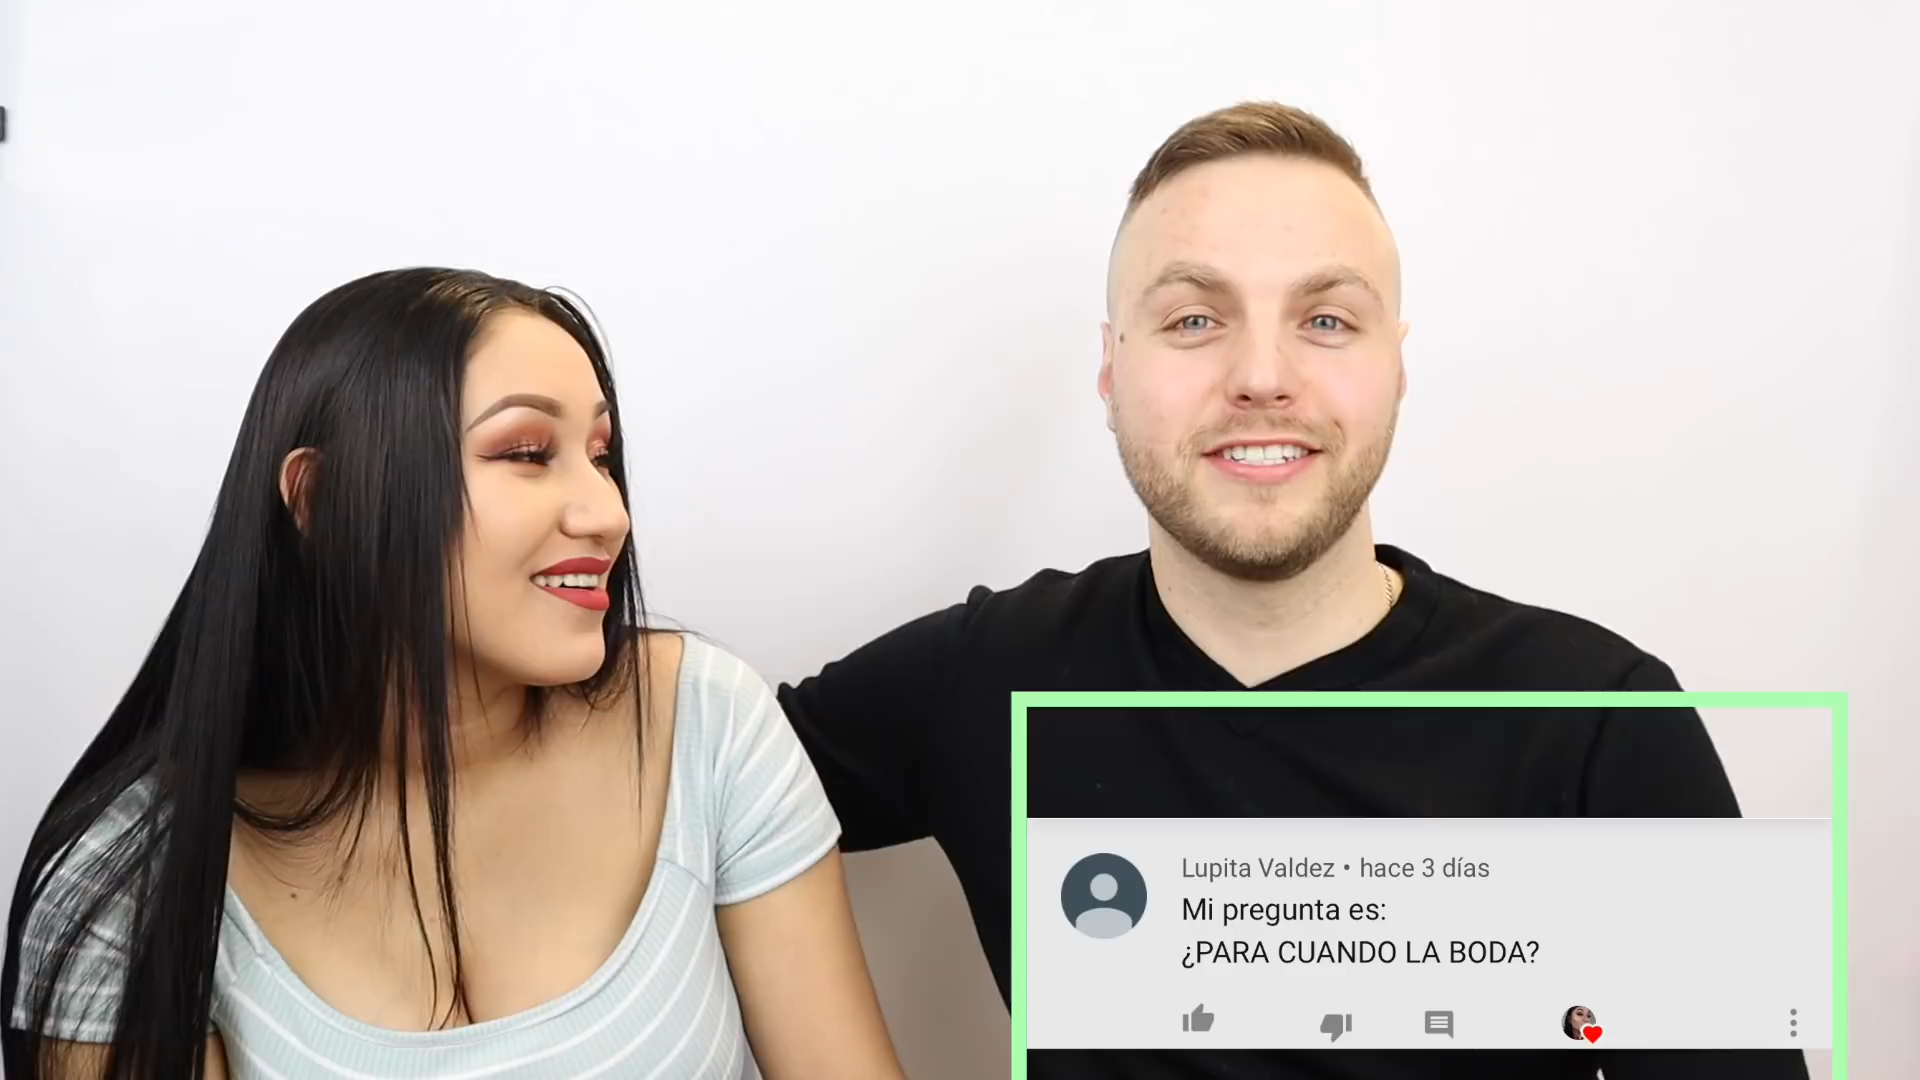 Lupita Valdez • hace 3 días
Mi pregunta es:
¿PARA CUANDO LA BODA?